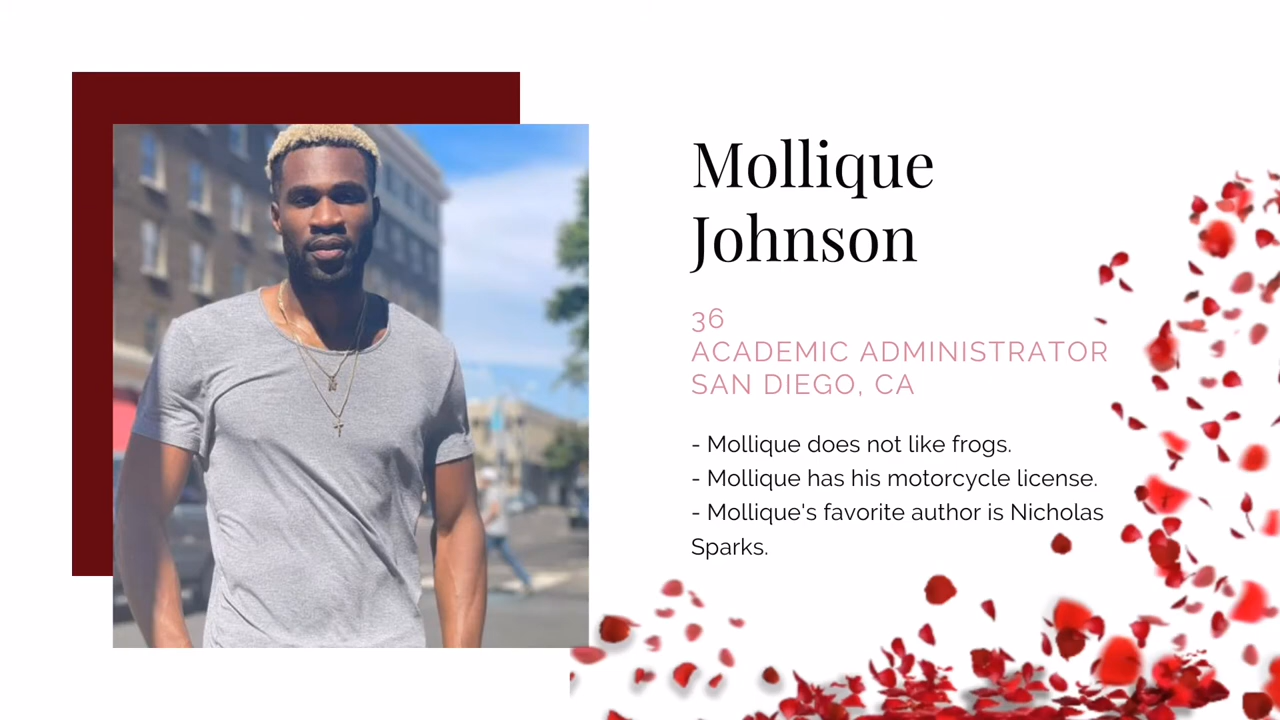 Mollique
Johnson
36
ACADEMIC ADMINISTRATOR
SAN DIEGO, CA
- Mollique does not like frogs.
- Mollique has his motorcycle license.
- Mollique's favorite author is Nicholas
Sparks.